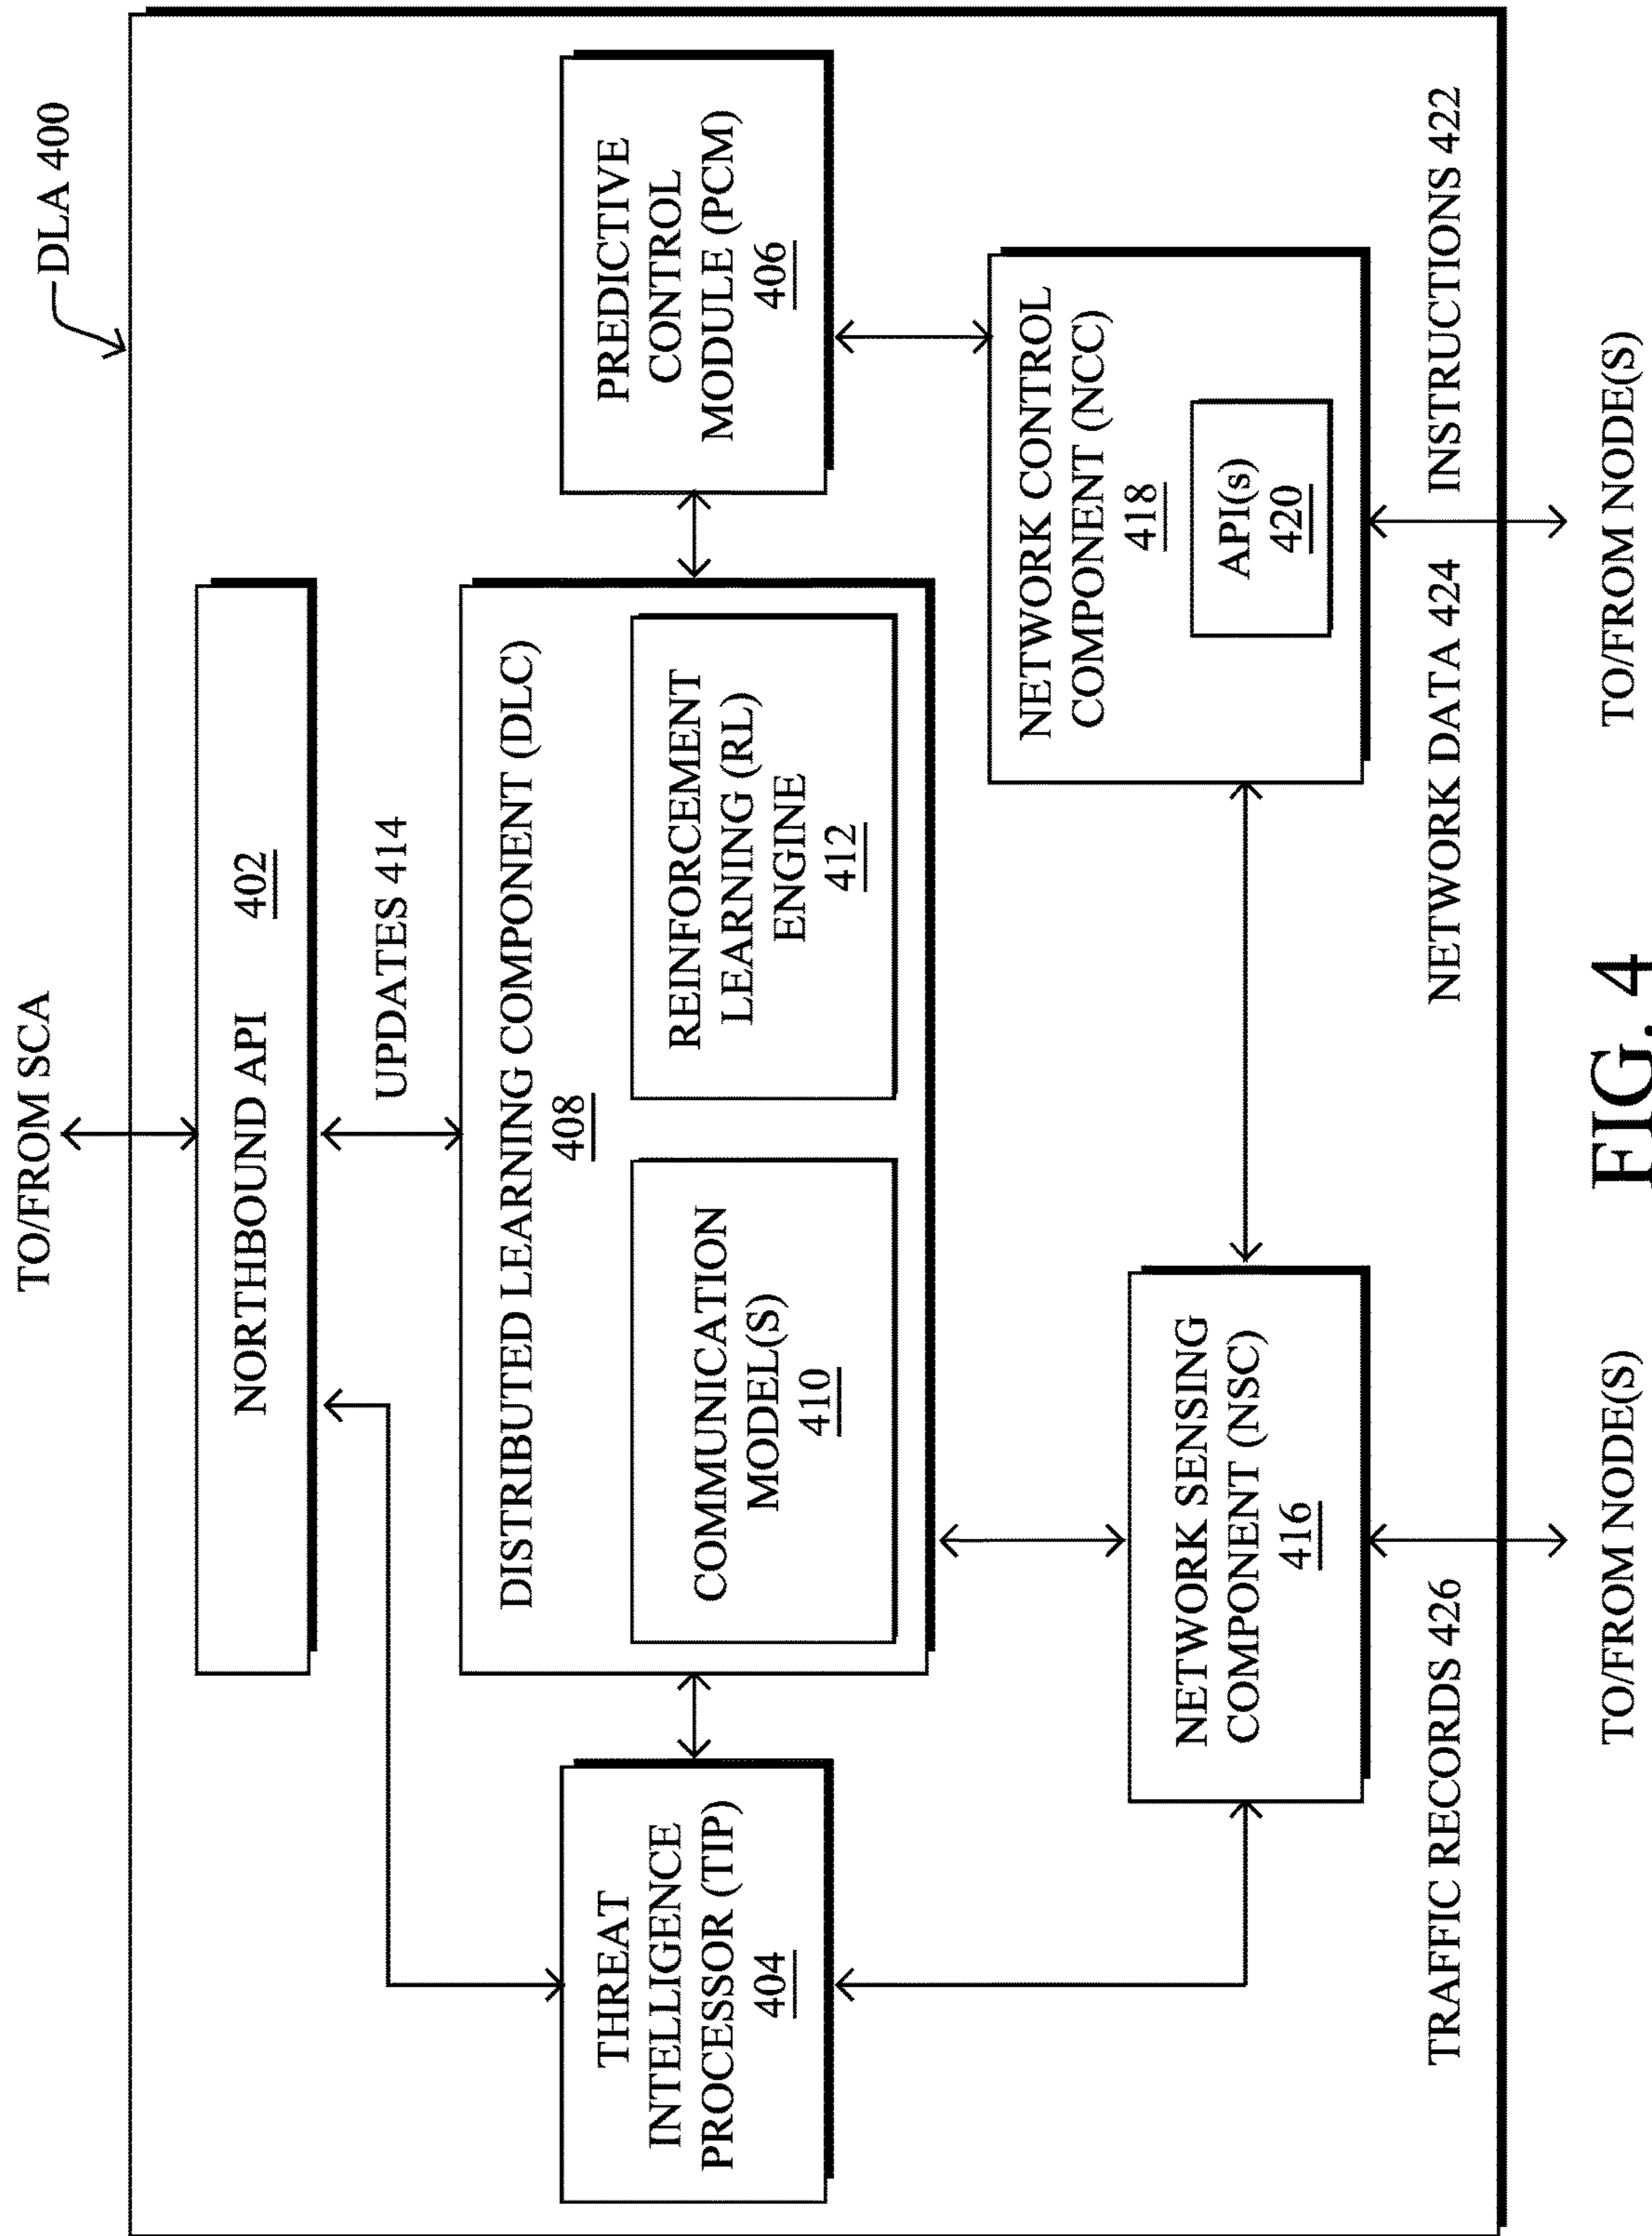 DLA 400
TO/FROM SCA
NORTHBOUND API 402
UPDATES 414
THREAT
INTELLIGENCE
PROCESSOR (TIP)
404
DISTRIBUTED LEARNING COMPONENT (DLC)
408
COMMUNICATION
MODEL(S)
410
REINFORCEMENT
LEARNING (RL)
ENGINE
412
PREDICTIVE
CONTROL
MODULE (PCM)
406
NETWORK SENSING
COMPONENT (NSC)
416
NETWORK CONTROL
COMPONENT (NCC)
418
API(s)
420
TRAFFIC RECORDS 426
NETWORK DATA 424
INSTRUCTIONS 422
TO/FROM NODE(S)
TO/FROM NODE(S)
FIG. 4